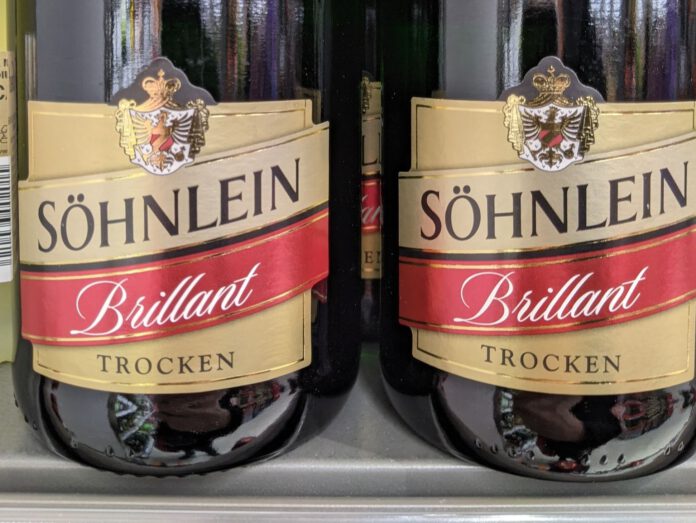 SÖHNLEIN
Brillant
TROCKEN
SÖHNLEIN
Brillant
TROCKEN